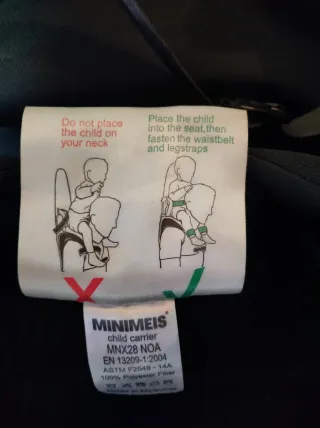 Do not place
the child on
your neck
Place the child
into the seat,then
fasten the waistbelt
and legstraps
MINIMEIS
child carrier
MNX28 NOA
EN 13209-1:2004
ASTM F2549 - 14A
100% Polyester Fiber